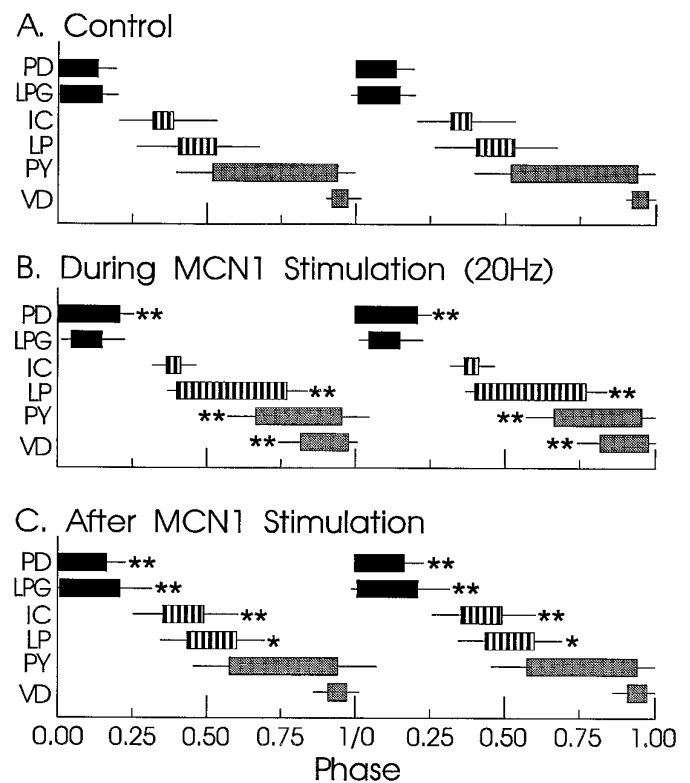 A. Control
PD
LPG
IC
LP
PY
VD
B. During MCN1 Stimulation (20Hz)
PD ** **
LPG
IC
LP ** **
PY ** **
VD ** **
C. After MCN1 Stimulation
PD ** **
LPG ** **
IC ** **
LP * *
PY
VD
0.00 0.25 0.50 0.75 1/0 0.25 0.50 0.75 1.00
Phase